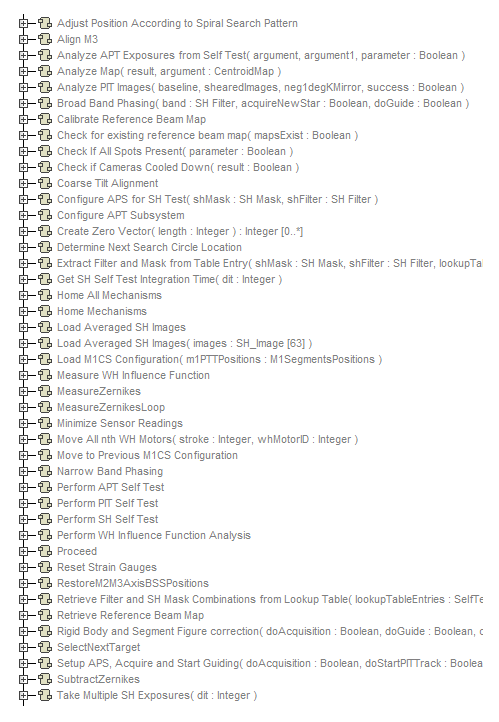 Adjust Position According to Spiral Search Pattern
Align M3
Analyze APT Exposures from Self Test( argument, argument1, parameter : Boolean )
Analyze Map( result, argument : CentroidMap )
Analyze PIT Images( baseline, shearedImages, neg1degKMirror, success : Boolean )
Broad Band Phasing( band : SH Filter, acquireNewStar : Boolean, doGuide : Boolean )
Calibrate Reference Beam Map
Check for existing reference beam map( mapsExist : Boolean )
Check If All Spots Present( parameter : Boolean )
Check if Cameras Cooled Down( result : Boolean )
Coarse Tilt Alignment
Configure APS for SH Test( shMask : SH Mask, shFilter : SH Filter )
Configure APT Subsystem
Create Zero Vector( length : Integer ) : Integer [0..*]
Determine Next Search Circle Location
Extract Filter and Mask from Table Entry( shMask : SH Mask, shFilter : SH Filter, lookupTa
Get SH Self Test Integration Time( dit : Integer )
Home All Mechanisms
Home Mechanisms
Load Averaged SH Images
Load Averaged SH Images( images : SH_Image [63] )
Load M1CS Configuration( m1PTTPositions : M1SegmentsPositions )
Measure WH Influence Function
MeasureZernikes
MeasureZernikesLoop
Minimize Sensor Readings
Move All nth WH Motors( stroke : Integer, whMotorID : Integer )
Move to Previous M1CS Configuration
Narrow Band Phasing
Perform APT Self Test
Perform PIT Self Test
Perform SH Self Test
Perform WH Influence Function Analysis
Proceed
Reset Strain Gauges
RestoreM2M3AxisBSSPositions
Retrieve Filter and SH Mask Combinations from Lookup Table( lookupTableEntries : SelfTe
Retrieve Reference Beam Map
Rigid Body and Segment Figure correction( doAcquisition : Boolean, doGuide : Boolean, c
SelectNextTarget
Setup APS, Acquire and Start Guiding( doAcquisition : Boolean, doStartPITTrack : Boolea
SubtractZernikes
Take Multiple SH Exposures( dit : Integer )